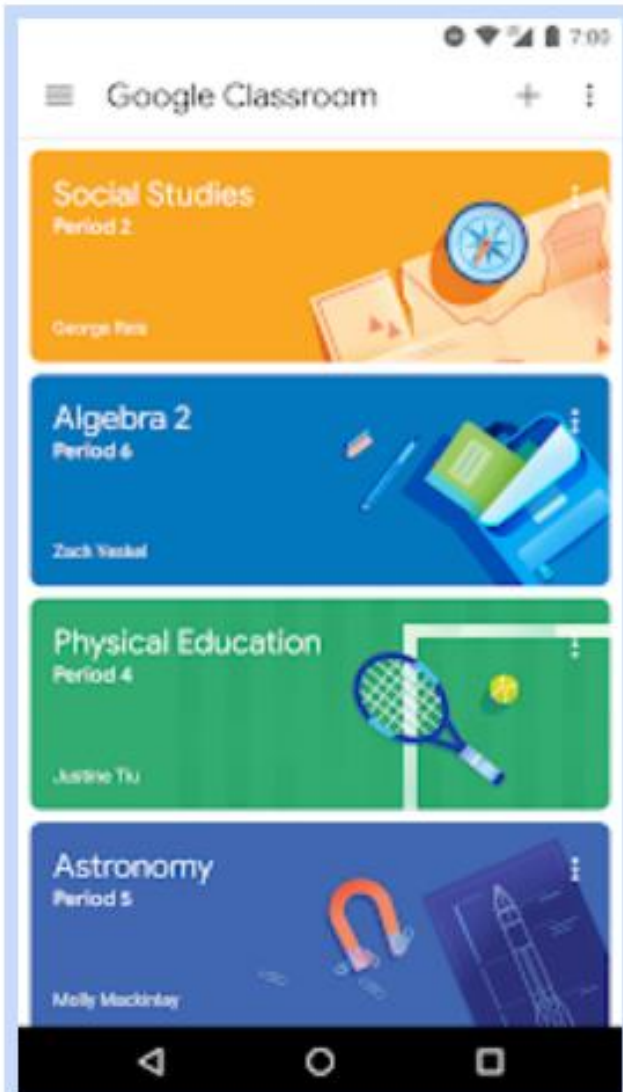 7:00
Google Classroom
Social Studies
Period 2
George
Algebra 2
Period 6
Zach Yeskel
Physical Education
Period 4
Justine Tiu
Astronomy
Period 5
Molly Mackinlay